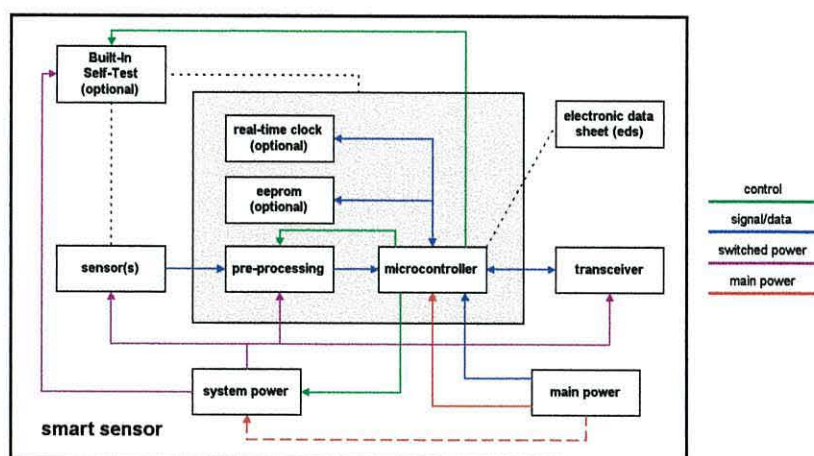 Built-In
Self-Test
(optional)
real-time clock
(optional)
electronic data
sheet (eds)
eeprom
(optional)
control
signal/data
switched power
main power
sensor(s)
pre-processing
microcontroller
transceiver
system power
main power
smart sensor